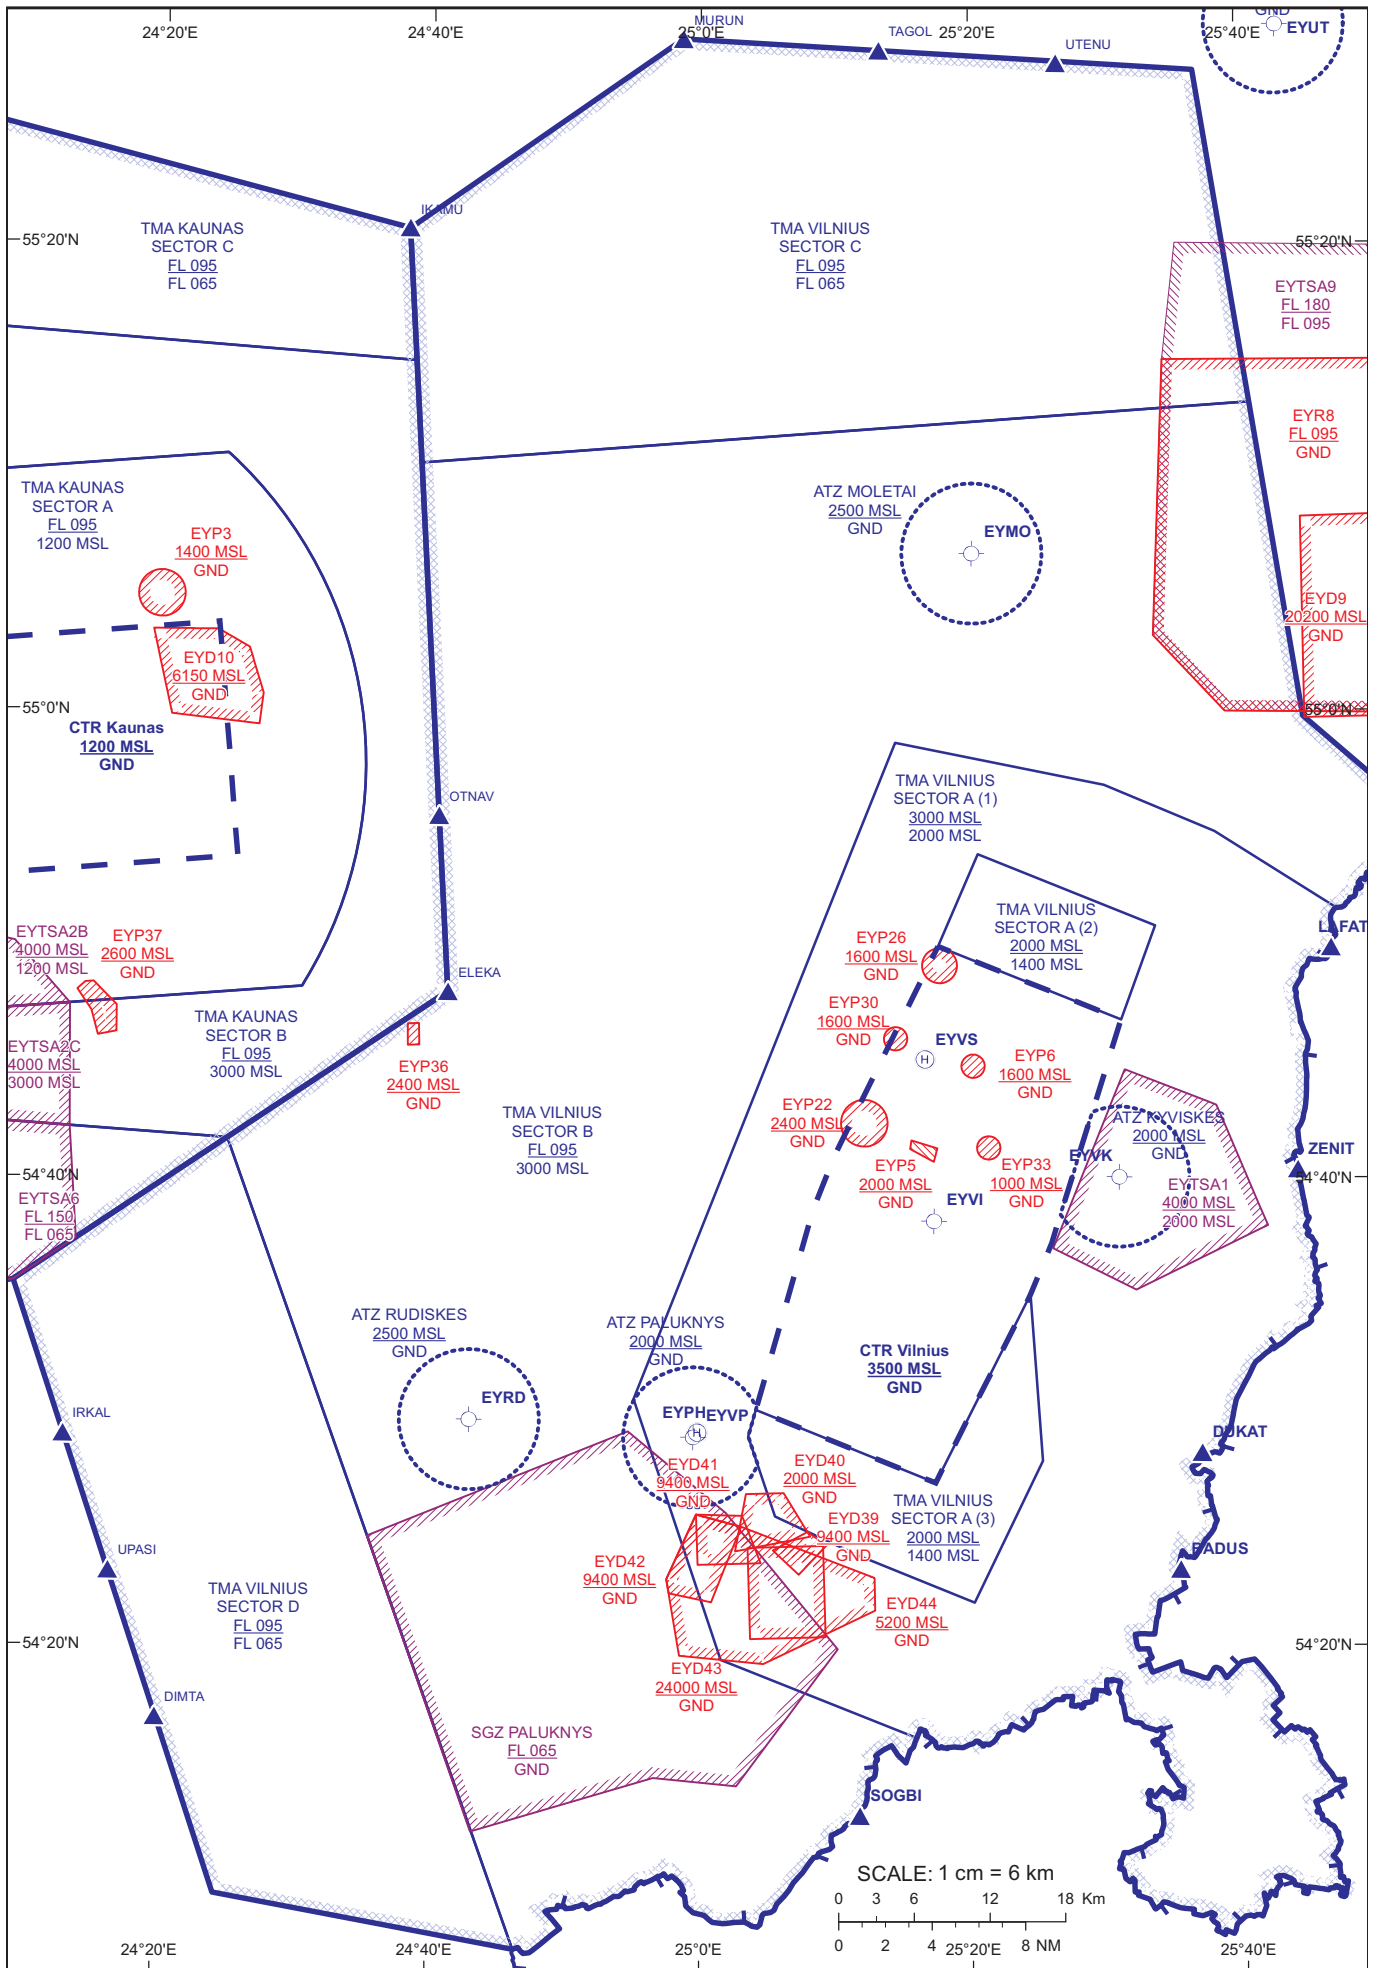 GND
MURUN
24°20'E
24°40'E
25°0'E
TAGOL
25°20'E
25°40'E
EYUT
UTENU
IKAMU
TMA KAUNAS
SECTOR C
FL 095
FL 065
TMA VILNIUS
SECTOR C
FL 095
FL 065
55°20'N
55°20'N
EYTSA9
FL 180
FL 095
EYR8
FL 095
GND
TMA KAUNAS
SECTOR A
FL 095
1200 MSL
EYP3
1400 MSL
GND
ATZ MOLETAI
2500 MSL
GND
EYMO
EYD9
20200 MSL
GND
EYD10
6150 MSL
GND
55°0'N
55°0'N
CTR Kaunas
1200 MSL
GND
OTNAV
TMA VILNIUS
SECTOR A (1)
3000 MSL
2000 MSL
TMA VILNIUS
SECTOR A (2)
2000 MSL
1400 MSL
LAFAT
EYTSA2B
4000 MSL
1200 MSL
EYP37
2600 MSL
GND
EYP26
1600 MSL
GND
ELEKA
EYP30
1600 MSL
GND
TMA KAUNAS
SECTOR B
FL 095
3000 MSL
EYTSA2C
4000 MSL
3000 MSL
EYVS
H
EYP6
1600 MSL
GND
EYP36
2400 MSL
GND
TMA VILNIUS
SECTOR B
FL 095
3000 MSL
EYP22
2400 MSL
GND
ATZ KYVISKES
2000 MSL
GND
EYVK
ZENIT
EYP5
2000 MSL
GND
EYP33
1000 MSL
GND
54°40'N
54°40'N
EYTSA1
4000 MSL
2000 MSL
EYTSA6
FL 150
FL 065
EYVI
ATZ RUDISKES
2500 MSL
GND
ATZ PALUKNYS
2000 MSL
GND
CTR Vilnius
3500 MSL
GND
EYRD
EYPH
EYVP
H
IRKAL
DUKAT
EYD41
9400 MSL
GND
EYD40
2000 MSL
GND
TMA VILNIUS
SECTOR A (3)
2000 MSL
1400 MSL
EYD39
9400 MSL
GND
UPASI
BADUS
EYD42
9400 MSL
GND
TMA VILNIUS
SECTOR D
FL 095
FL 065
EYD44
5200 MSL
GND
54°20'N
54°20'N
EYD43
24000 MSL
GND
DIMTA
SGZ PALUKNYS
FL 065
GND
SOGBI
SCALE: 1 cm = 6 km
0 3 6 12 18 Km
0 2 4 8 NM
24°20'E
24°40'E
25°0'E
25°20'E
25°40'E